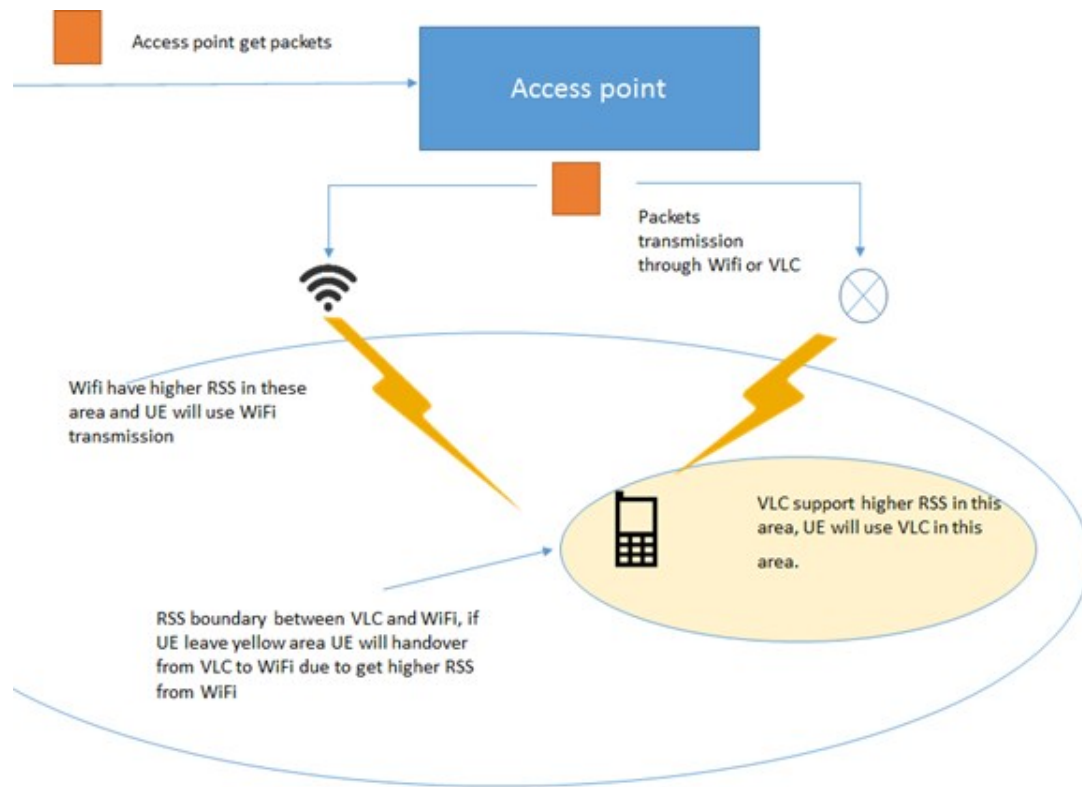 Access point get packets
Access point
Packets
transmission
through Wifi or VLC
Wifi have higher RSS in these
area and UE will use WiFi
transmission
VLC support higher RSS in this
area, UE will use VLC in this
area.
RSS boundary between VLC and WiFi, if
UE leave yellow area UE will handover
from VLC to WiFi due to get higher RSS
from WiFi